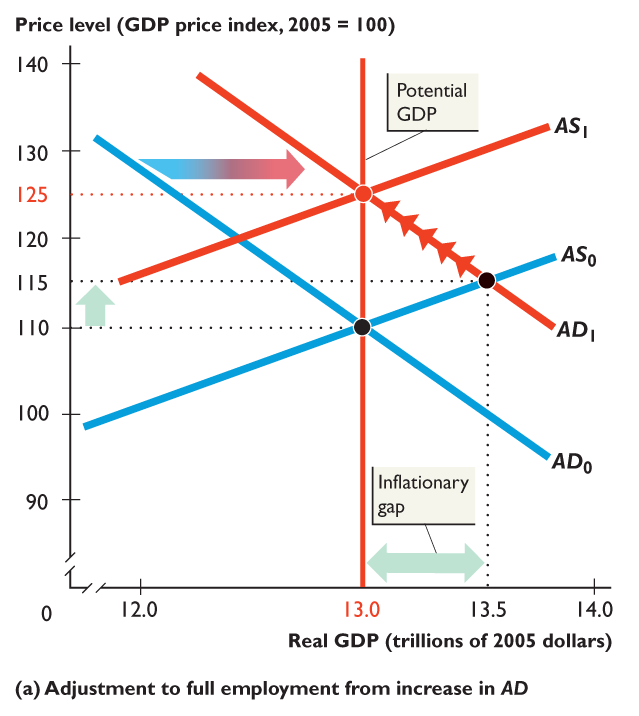 Price level (GDP price index, 2005 = 100)
140
Potential
GDP
AS1
130
125
120
AS0
115
110
AD1
100
AD0
Inflationary
gap
90
0
12.0
13.0
13.5
14.0
Real GDP (trillions of 2005 dollars)
(a) Adjustment to full employment from increase in AD